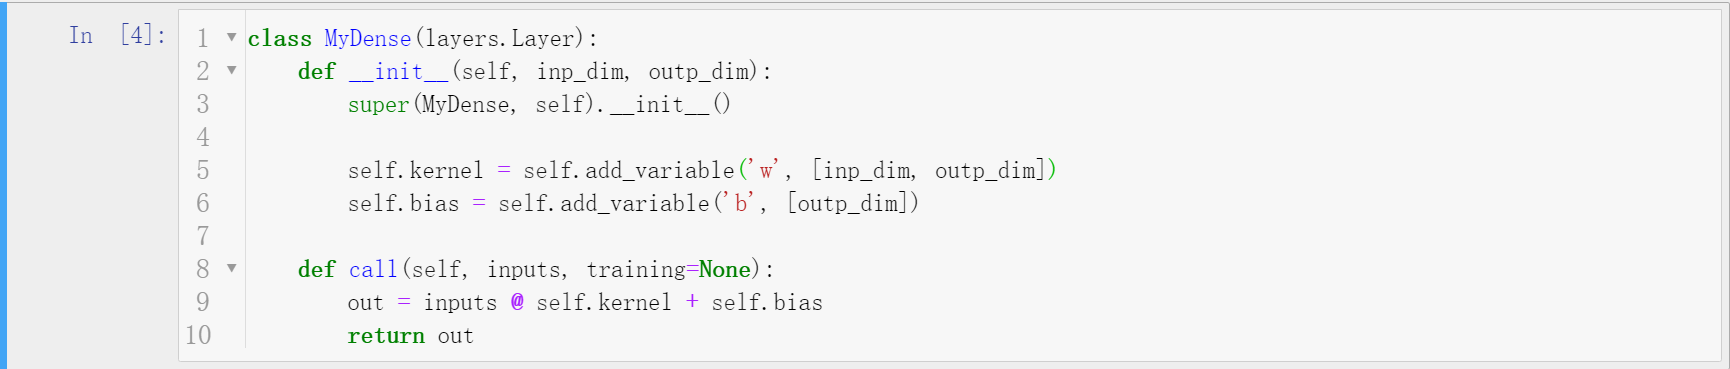 In [4]:
1 class MyDense(layers.Layer):
2     def __init__(self, inp_dim, outp_dim):
3         super(MyDense, self).__init__()
4
5         self.kernel = self.add_variable('w', [inp_dim, outp_dim])
6         self.bias = self.add_variable('b', [outp_dim])
7
8     def call(self, inputs, training=None):
9         out = inputs @ self.kernel + self.bias
10         return out